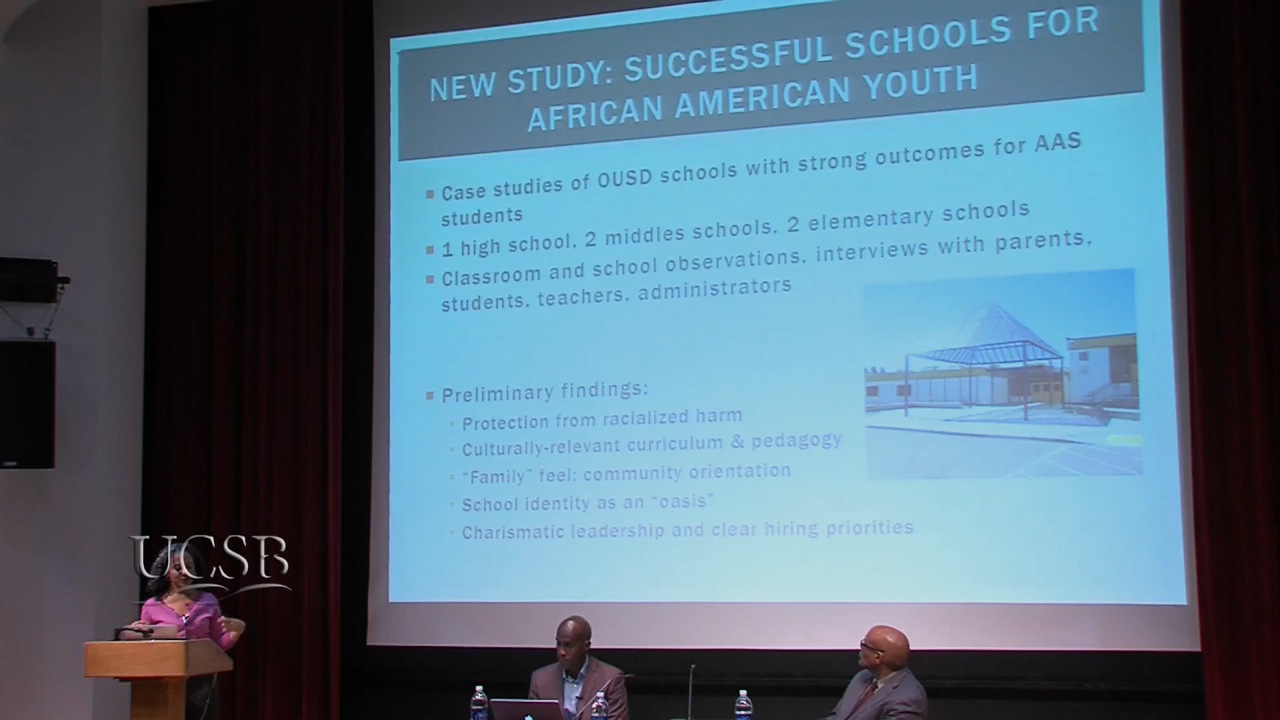 NEW STUDY: SUCCESSFUL SCHOOLS FOR
AFRICAN AMERICAN YOUTH
Case studies of OUSD schools with strong outcomes for AAS
students
1 high school, 2 middles schools, 2 elementary schools
Classroom and school observations, interviews with parents,
students, teachers, administrators
Preliminary findings:
Protection from racialized harm
Culturally-relevant curriculum & pedagogy
"Family" feel; community orientation
School identity as an "oasis"
Charismatic leadership and clear hiring priorities
UCSB